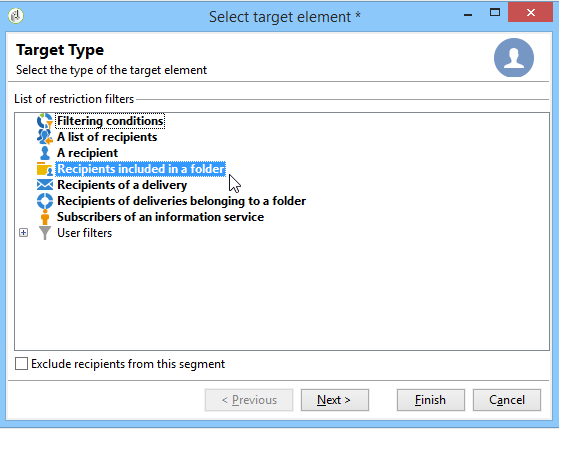 Select target element *
Target Type
Select the type of the target element
List of restriction filters
Filtering conditions
A list of recipients
A recipient
Recipients included in a folder
Recipients of a delivery
Recipients of deliveries belonging to a folder
Subscribers of an information service
User filters
Exclude recipients from this segment
< Previous
Next >
Finish
Cancel